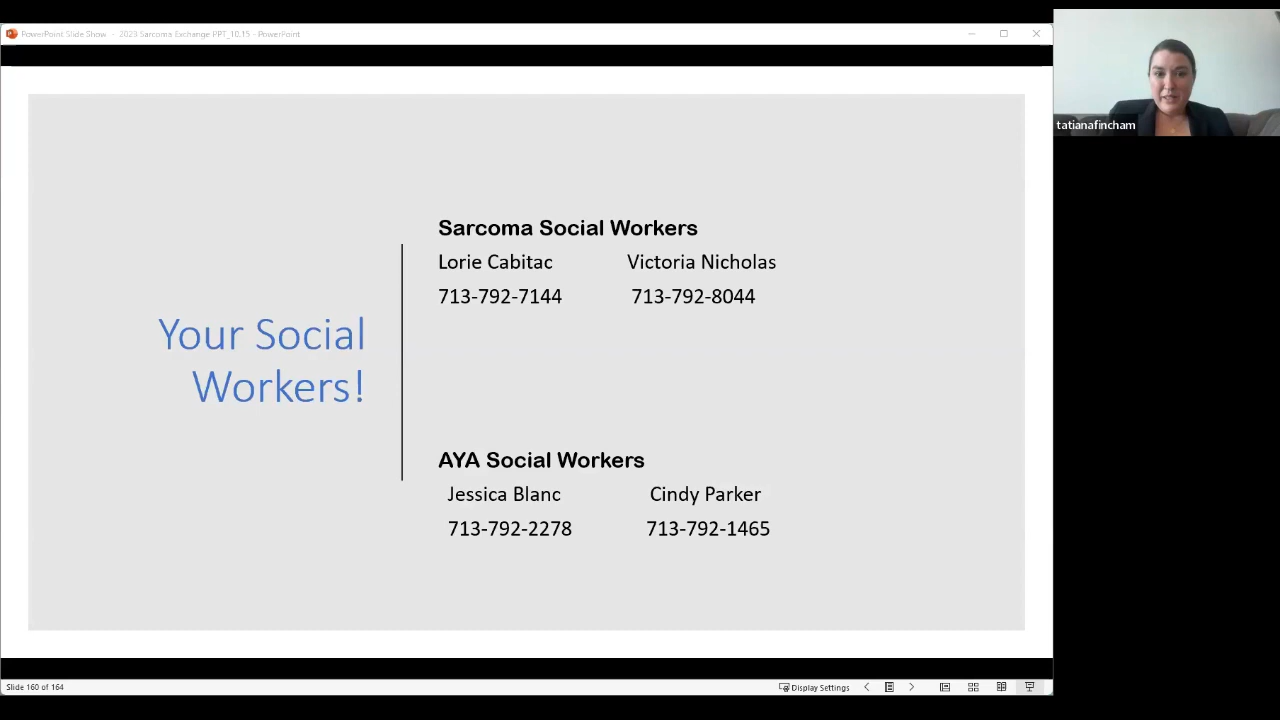 PowerPoint Slide Show - 2023 Sarcoma Exchange PPT_10.15 - PowerPoint
tatianafincham
Your Social
Workers!
Sarcoma Social Workers
Lorie Cabitac Victoria Nicholas
713-792-7144 713-792-8044
AYA Social Workers
Jessica Blanc Cindy Parker
713-792-2278 713-792-1465
Slide 160 of 164 Display Settings